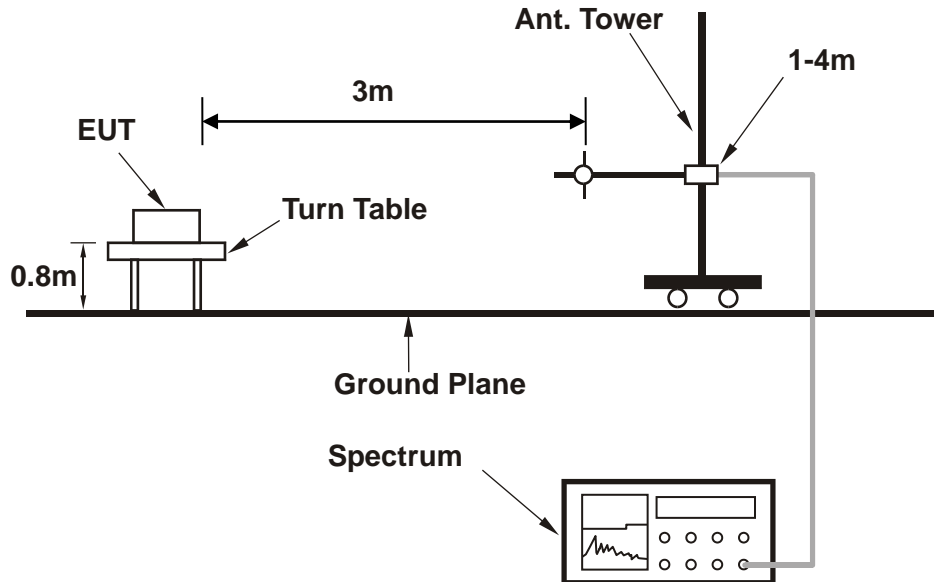 Ant. Tower
1-4m
3m
EUT
Turn Table
0.8m
Ground Plane
Spectrum